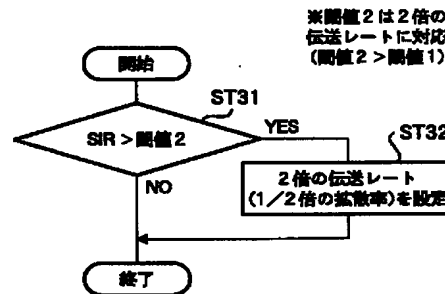 ※閾値2は2倍の
伝送レートに対応
(閾値2>閾値1)
開始
ST31
SIR>閾値2
YES
ST32
NO
2倍の伝送レート
(1/2倍の拡散率)を設定
終了